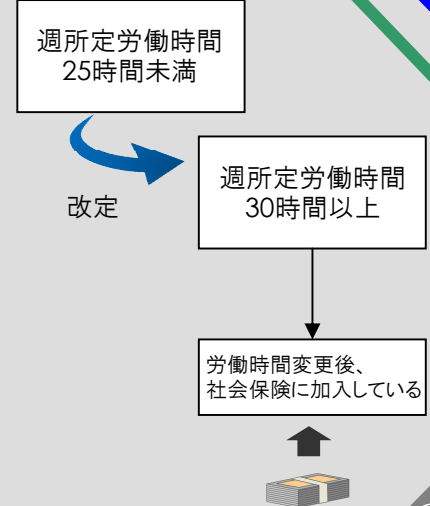 週所定労働時間
25時間未満
改定
週所定労働時間
30時間以上
労働時間変更後、
社会保険に加入している